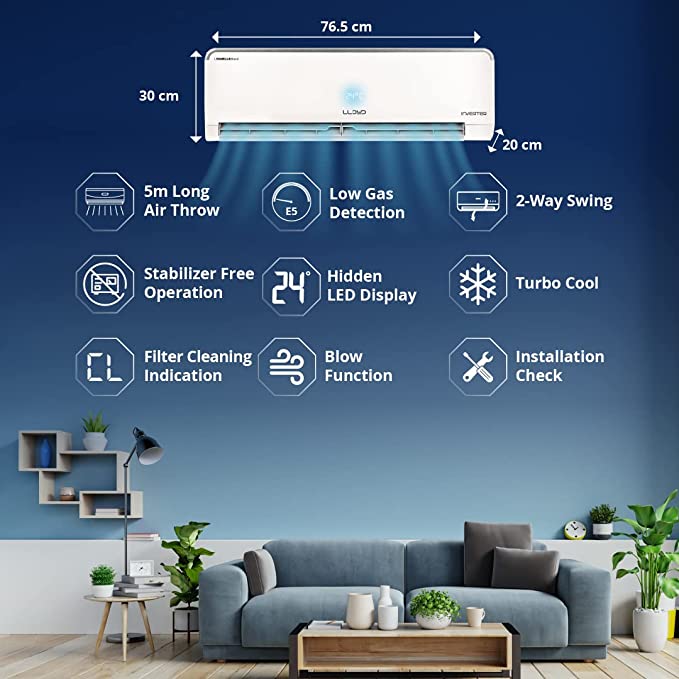 76.5 cm
30 cm
24°C
LLOYD
INVERTER
20 cm
5m Long
Air Throw
E5
Low Gas
Detection
2-Way Swing
Stabilizer Free
Operation
24°
Hidden
LED Display
Turbo Cool
CL
Filter Cleaning
Indication
Blow
Function
Installation
Check